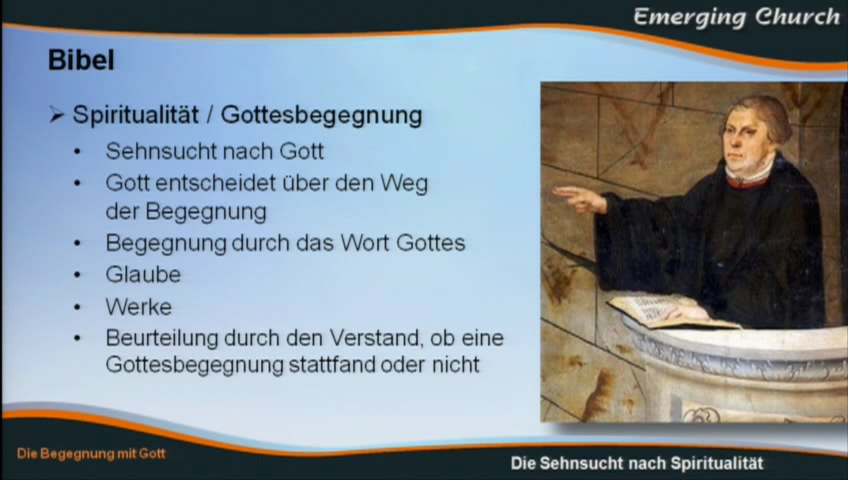 Emerging Church
Bibel
➢ Spiritualität / Gottesbegegnung
• Sehnsucht nach Gott
• Gott entscheidet über den Weg
der Begegnung
• Begegnung durch das Wort Gottes
• Glaube
• Werke
• Beurteilung durch den Verstand, ob eine
Gottesbegegnung stattfand oder nicht
Die Begegnung mit Gott
Die Sehnsucht nach Spiritualität